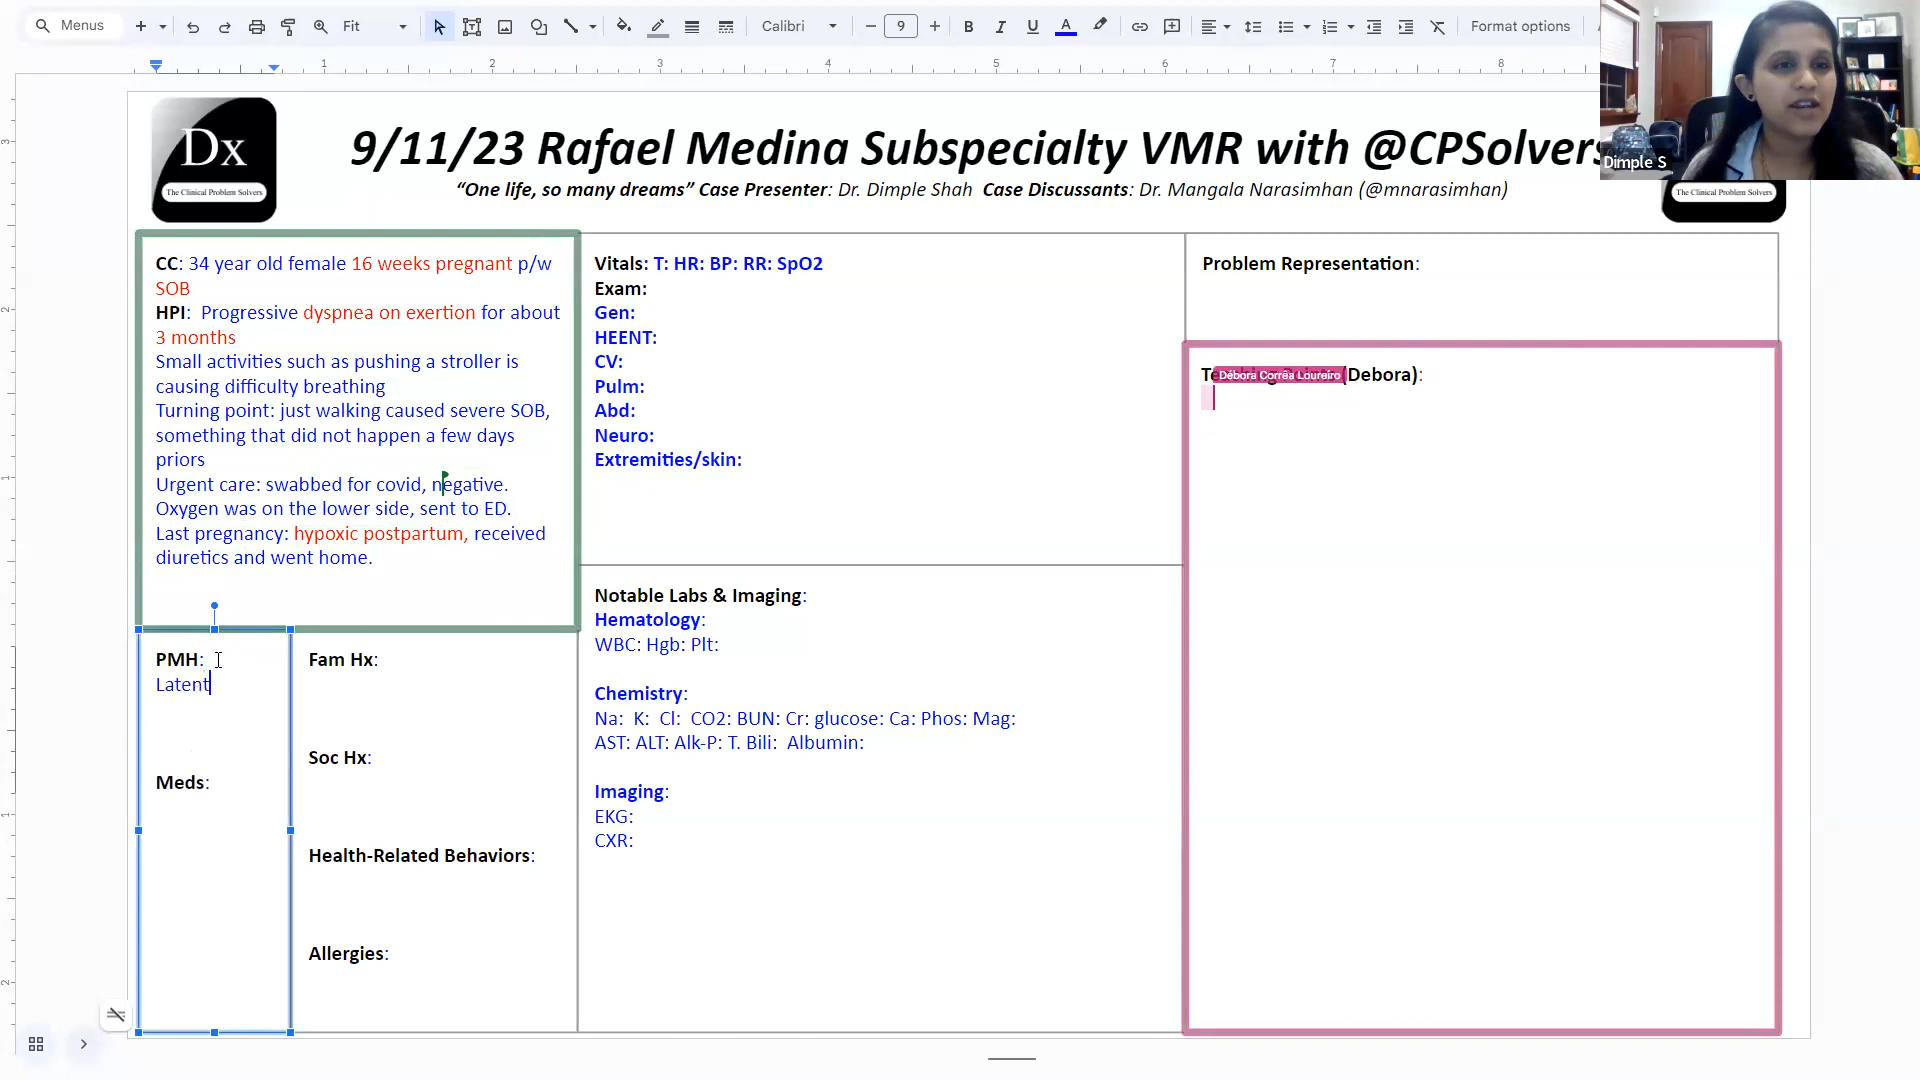 Menus
Fit
Calibri
9
Format options
1
2
3
4
5
6
7
8
3
2
1
1
2
Dimple S
Dx
The Clinical Problem Solvers
9/11/23 Rafael Medina Subspecialty VMR with @CPSolvers
"One life, so many dreams" Case Presenter: Dr. Dimple Shah Case Discussants: Dr. Mangala Narasimhan (@mnarasimhan)
The Clinical Problem Solvers
CC: 34 year old female 16 weeks pregnant p/w
SOB
HPI: Progressive dyspnea on exertion for about
3 months
Small activities such as pushing a stroller is
causing difficulty breathing
Turning point: just walking caused severe SOB,
something that did not happen a few days
priors
Urgent care: swabbed for covid, negative.
Oxygen was on the lower side, sent to ED.
Last pregnancy: hypoxic postpartum, received
diuretics and went home.
PMH:
Latent
Meds:
Fam Hx:
Soc Hx:
Health-Related Behaviors:
Allergies:
Vitals: T: HR: BP: RR: SpO2
Exam:
Gen:
HEENT:
CV:
Pulm:
Abd:
Neuro:
Extremities/skin:
Notable Labs & Imaging:
Hematology:
WBC: Hgb: Plt:
Chemistry:
Na: K: Cl: CO2: BUN: Cr: glucose: Ca: Phos: Mag:
AST: ALT: Alk-P: T. Bili: Albumin:
Imaging:
EKG:
CXR:
Problem Representation:
Débora Corrêa Loureiro
(Debora):